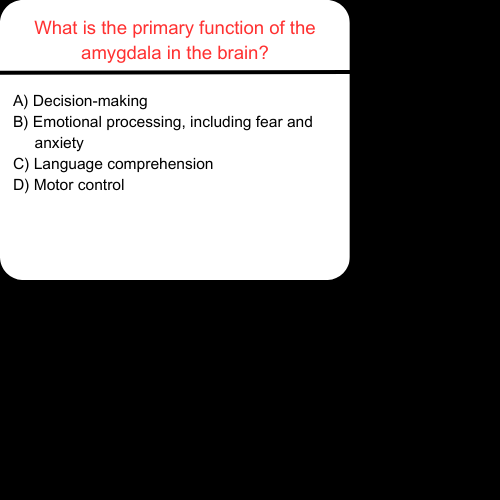 What is the primary function of the
amygdala in the brain?
A) Decision-making
B) Emotional processing, including fear and
anxiety
C) Language comprehension
D) Motor control